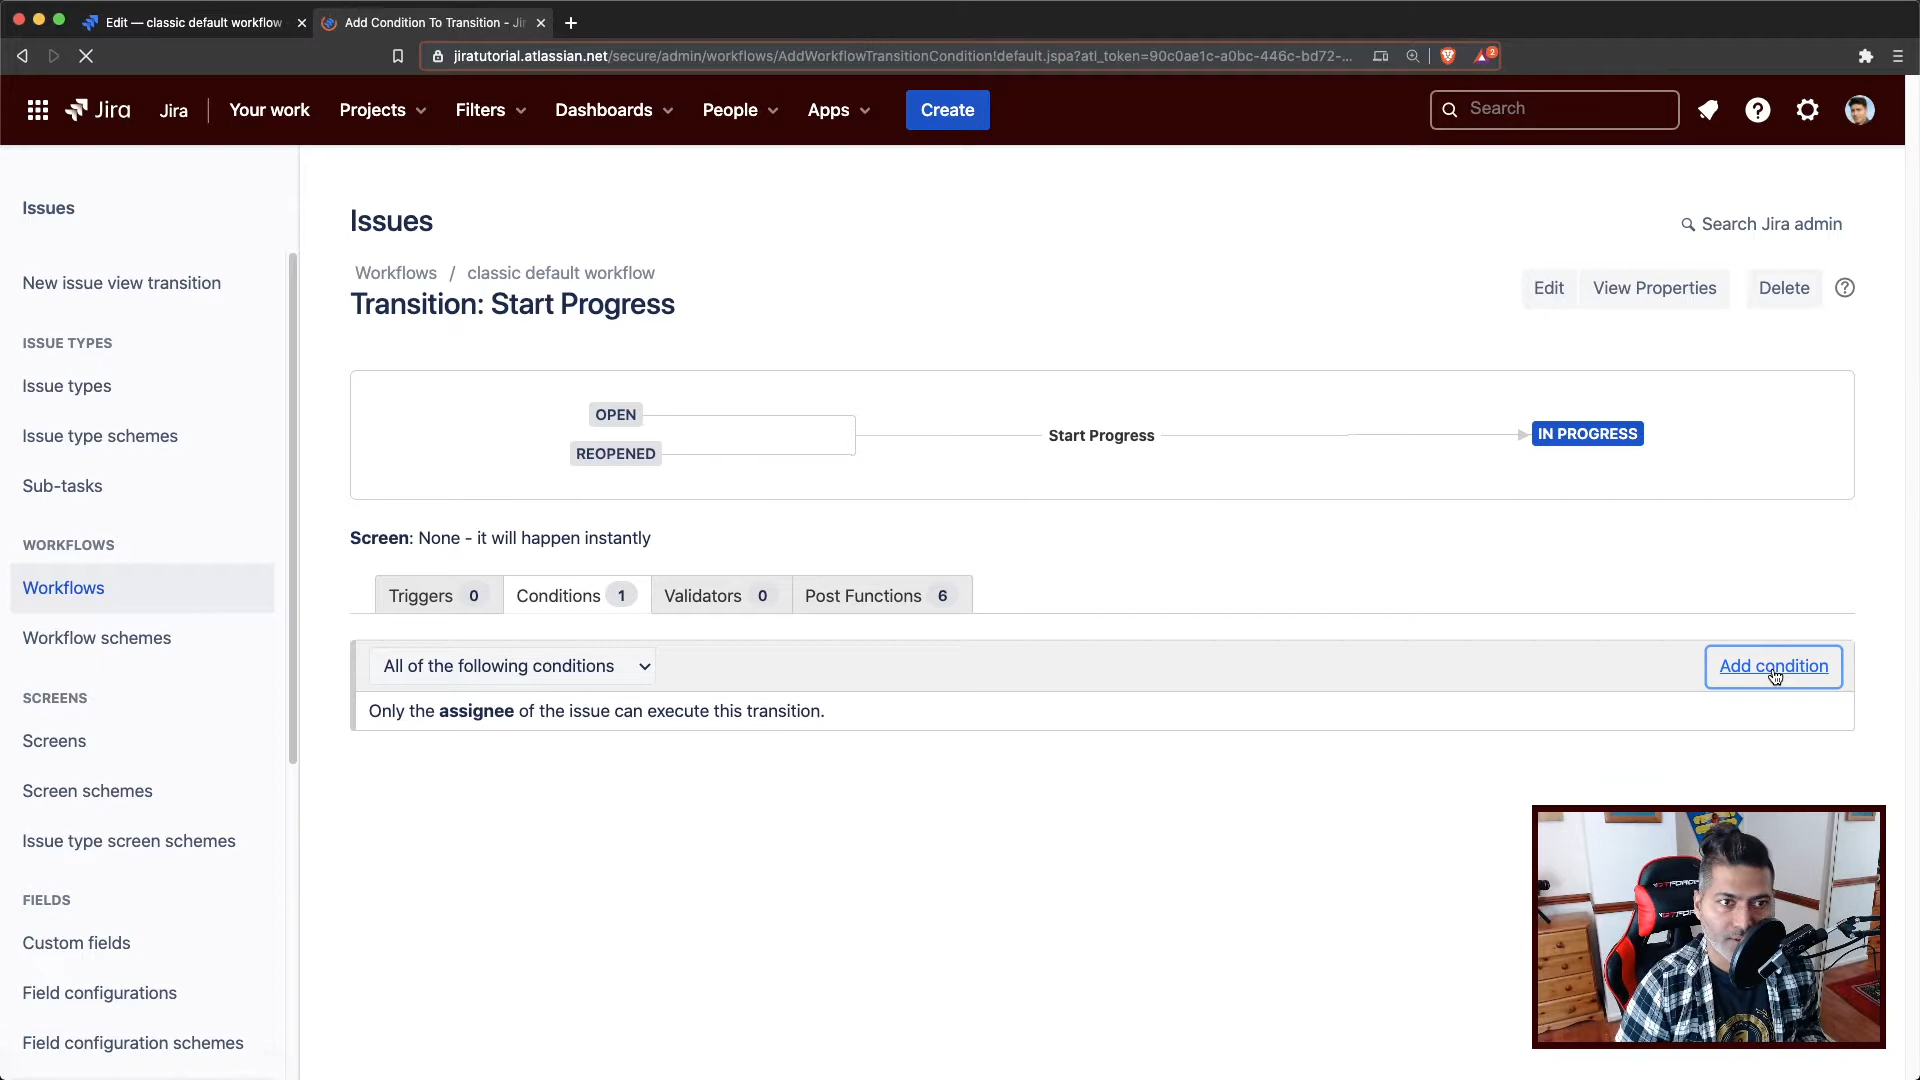 Edit — classic default workflow
Add Condition To Transition - Jir
jiratutorial.atlassian.net/secure/admin/workflows/AddWorkflowTransitionCondition!default.jspa?atl_token=90c0ae1c-a0bc-446c-bd72-...
2
Jira
Jira
Your work
Projects
Filters
Dashboards
People
Apps
Create
Search
Issues
New issue view transition
ISSUE TYPES
Issue types
Issue type schemes
Sub-tasks
WORKFLOWS
Workflows
Workflow schemes
SCREENS
Screens
Screen schemes
Issue type screen schemes
FIELDS
Custom fields
Field configurations
Field configuration schemes
Issues
Search Jira admin
Workflows / classic default workflow
Transition: Start Progress
Edit
View Properties
Delete
OPEN
REOPENED
Start Progress
IN PROGRESS
Screen: None - it will happen instantly
Triggers 0
Conditions 1
Validators 0
Post Functions 6
All of the following conditions
Add condition
Only the assignee of the issue can execute this transition.